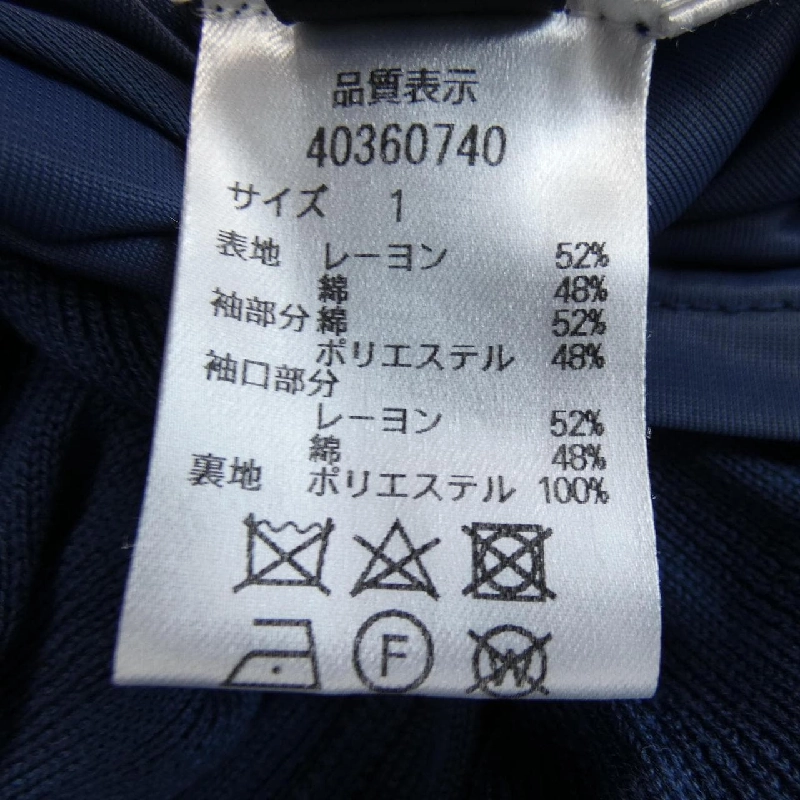 品質表示
40360740
サイズ 1
表地 レーヨン 52%
綿 48%
袖部分 綿 52%
ポリエステル 48%
袖口部分
レーヨン 52%
綿 48%
裏地 ポリエステル 100%
F W